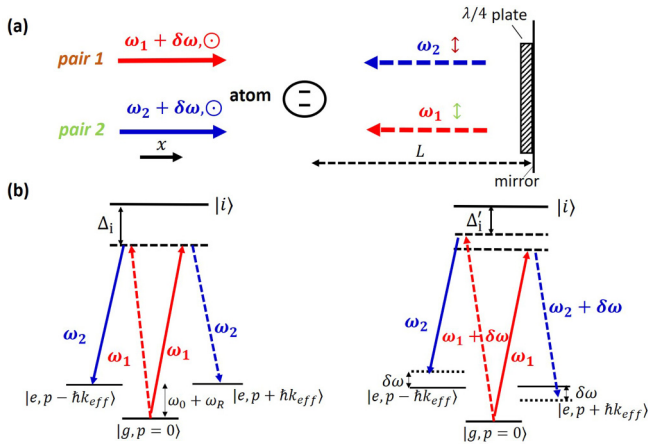 (a)
λ/4 plate
pair 1
ω₁ + δω,⊙
ω₂ ↕
atom
pair 2
ω₂ + δω,⊙
ω₁ ↕
x
L
mirror
(b)
|i⟩
Δᵢ
ω₂
ω₁
ω₁
ω₂
|e, p − ħk_eff⟩
ω₀ + ω_R
|e, p + ħk_eff⟩
|g, p = 0⟩
|i⟩
Δ′ᵢ
ω₂
ω₁ + δω
ω₁
ω₂ + δω
δω
|e, p − ħk_eff⟩
δω
|e, p + ħk_eff⟩
|g, p = 0⟩